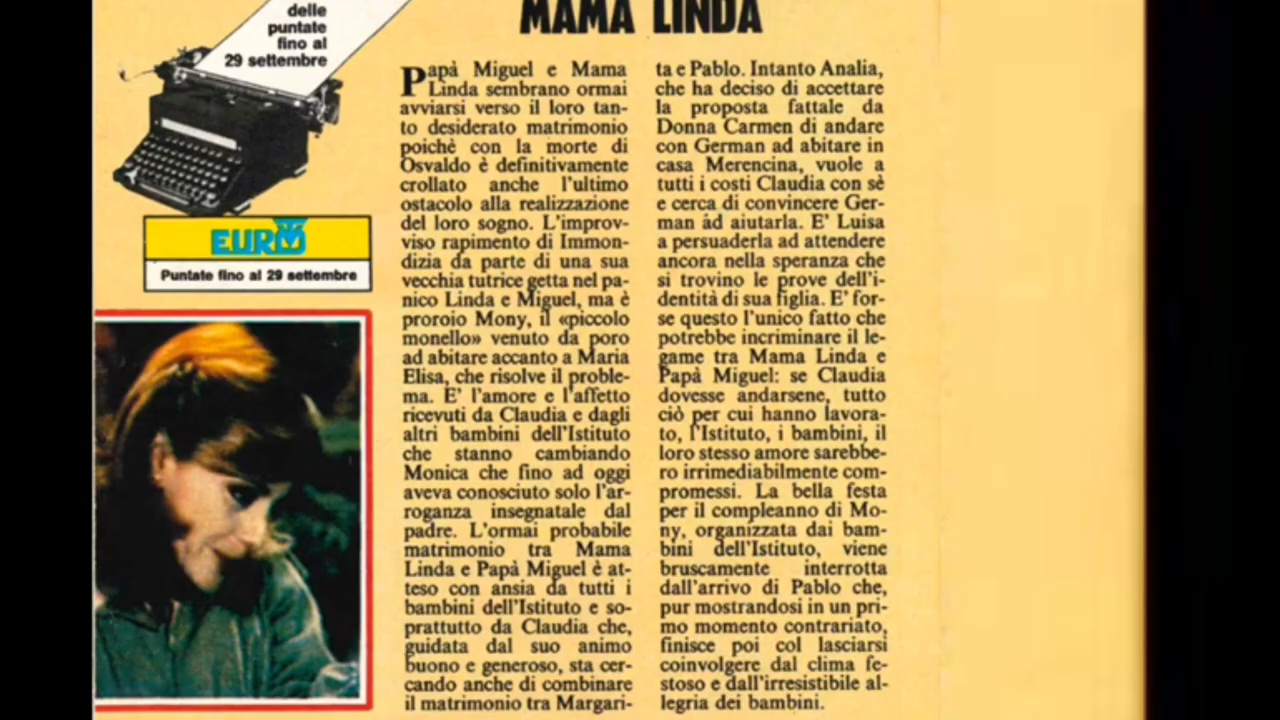 delle
puntate
fino al
29 settembre
EURO TV
Puntate fino al 29 settembre
MAMA LINDA
Papà Miguel e Mama
Linda sembrano ormai
avviarsi verso il loro tan-
to desiderato matrimonio
poichè con la morte di
Osvaldo è definitivamente
crollato anche l'ultimo
ostacolo alla realizzazione
del loro sogno. L'improv-
viso rapimento di Immon-
dizia da parte di una sua
vecchia tutrice getta nel pa-
nico Linda e Miguel, ma è
proroio Mony, il «piccolo
monello» venuto da poro
ad abitare accanto a Maria
Elisa, che risolve il proble-
ma. E' l'amore e l'affetto
ricevuti da Claudia e dagli
altri bambini dell'Istituto
che stanno cambiando
Monica che fino ad oggi
aveva conosciuto solo l'ar-
roganza insegnatale dal
padre. L'ormai probabile
matrimonio tra Mama
Linda e Papà Miguel è at-
teso con ansia da tutti i
bambini dell'Istituto e so-
prattutto da Claudia che,
guidata dal suo animo
buono e generoso, sta cer-
cando anche di combinare
il matrimonio tra Margari-
ta e Pablo. Intanto Analia,
che ha deciso di accettare
la proposta fattale da
Donna Carmen di andare
con German ad abitare in
casa Merencina, vuole a
tutti i costi Claudia con sè
e cerca di convincere Ger-
man ad aiutarla. E' Luisa
a persuaderla ad attendere
ancora nella speranza che
si trovino le prove dell'i-
dentità di sua figlia. E' for-
se questo l'unico fatto che
potrebbe incriminare il le-
game tra Mama Linda e
Papà Miguel: se Claudia
dovesse andarsene, tutto
ciò per cui hanno lavora-
to, l'Istituto, i bambini, il
loro stesso amore sarebbe-
ro irrimediabilmente com-
promessi. La bella festa
per il compleanno di Mo-
ny, organizzata dai bam-
bini dell'Istituto, viene
bruscamente interrotta
dall'arrivo di Pablo che,
pur mostrandosi in un pri-
mo momento contrariato,
finisce poi col lasciarsi
coinvolgere dal clima fe-
stoso e dall'irresistibile al-
legria dei bambini.